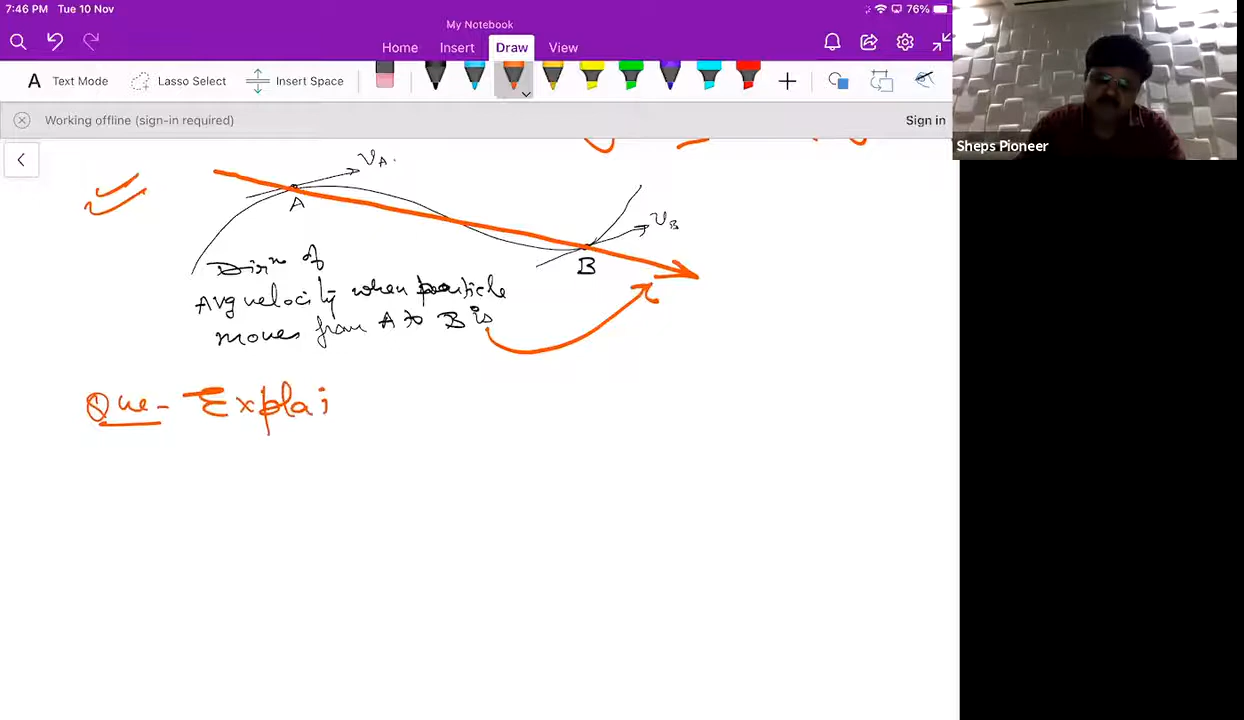 7:46 PM Tue 10 Nov
76%
My Notebook
Home Insert Draw View
A Text Mode Lasso Select Insert Space
Working offline (sign-in required) Sign in
Sheps Pioneer
VA.
A
VB
B
Dirn of
Avg velocity when particle
moves from A to B is
Que- Explai